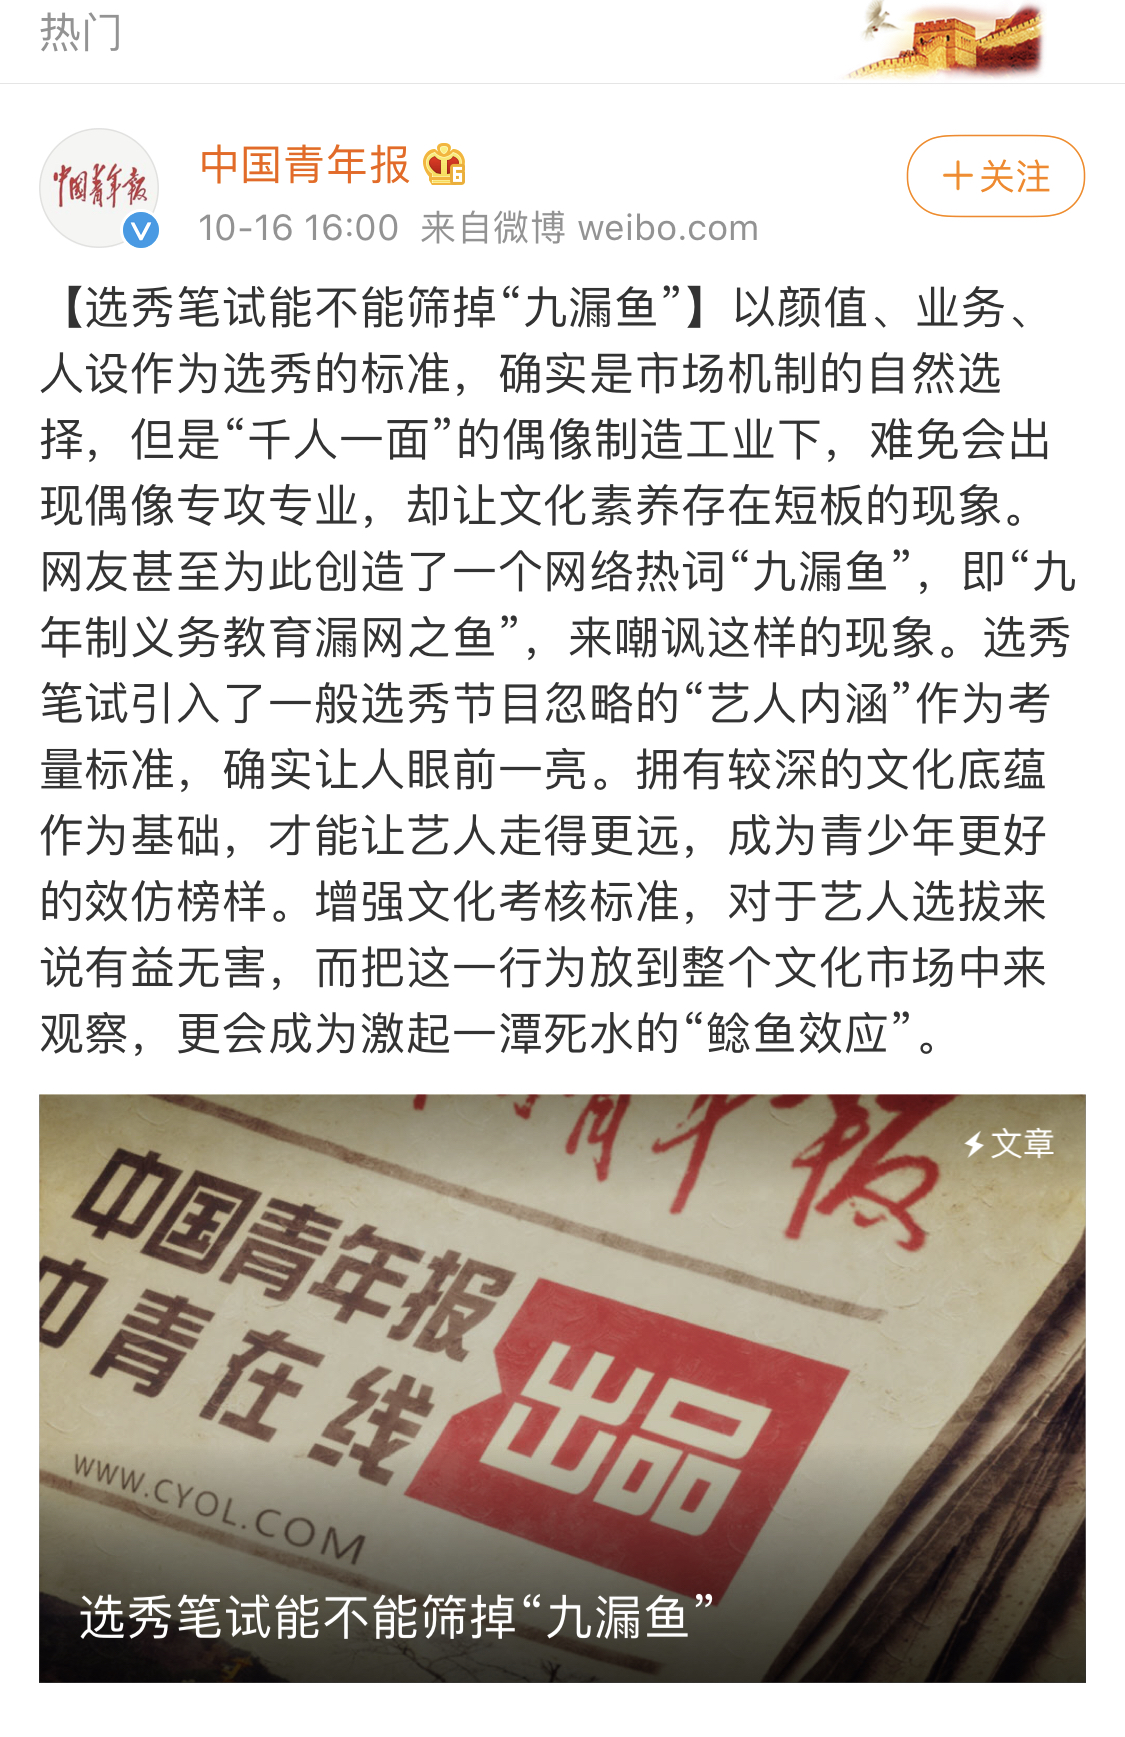 热门
中国青年报
中国青年报
+关注
10-16 16:00 来自微博 weibo.com
【选秀笔试能不能筛掉“九漏鱼”】以颜值、业务、
人设作为选秀的标准，确实是市场机制的自然选
择，但是“千人一面”的偶像制造工业下，难免会出
现偶像专攻专业，却让文化素养存在短板的现象。
网友甚至为此创造了一个网络热词“九漏鱼”，即“九
年制义务教育漏网之鱼”，来嘲讽这样的现象。选秀
笔试引入了一般选秀节目忽略的“艺人内涵”作为考
量标准，确实让人眼前一亮。拥有较深的文化底蕴
作为基础，才能让艺人走得更远，成为青少年更好
的效仿榜样。增强文化考核标准，对于艺人选拔来
说有益无害，而把这一行为放到整个文化市场中来
观察，更会成为激起一潭死水的“鲶鱼效应”。
中国青年报
文章
中国青年报
中青在线
出品
WWW.CYOL.COM
选秀笔试能不能筛掉“九漏鱼”